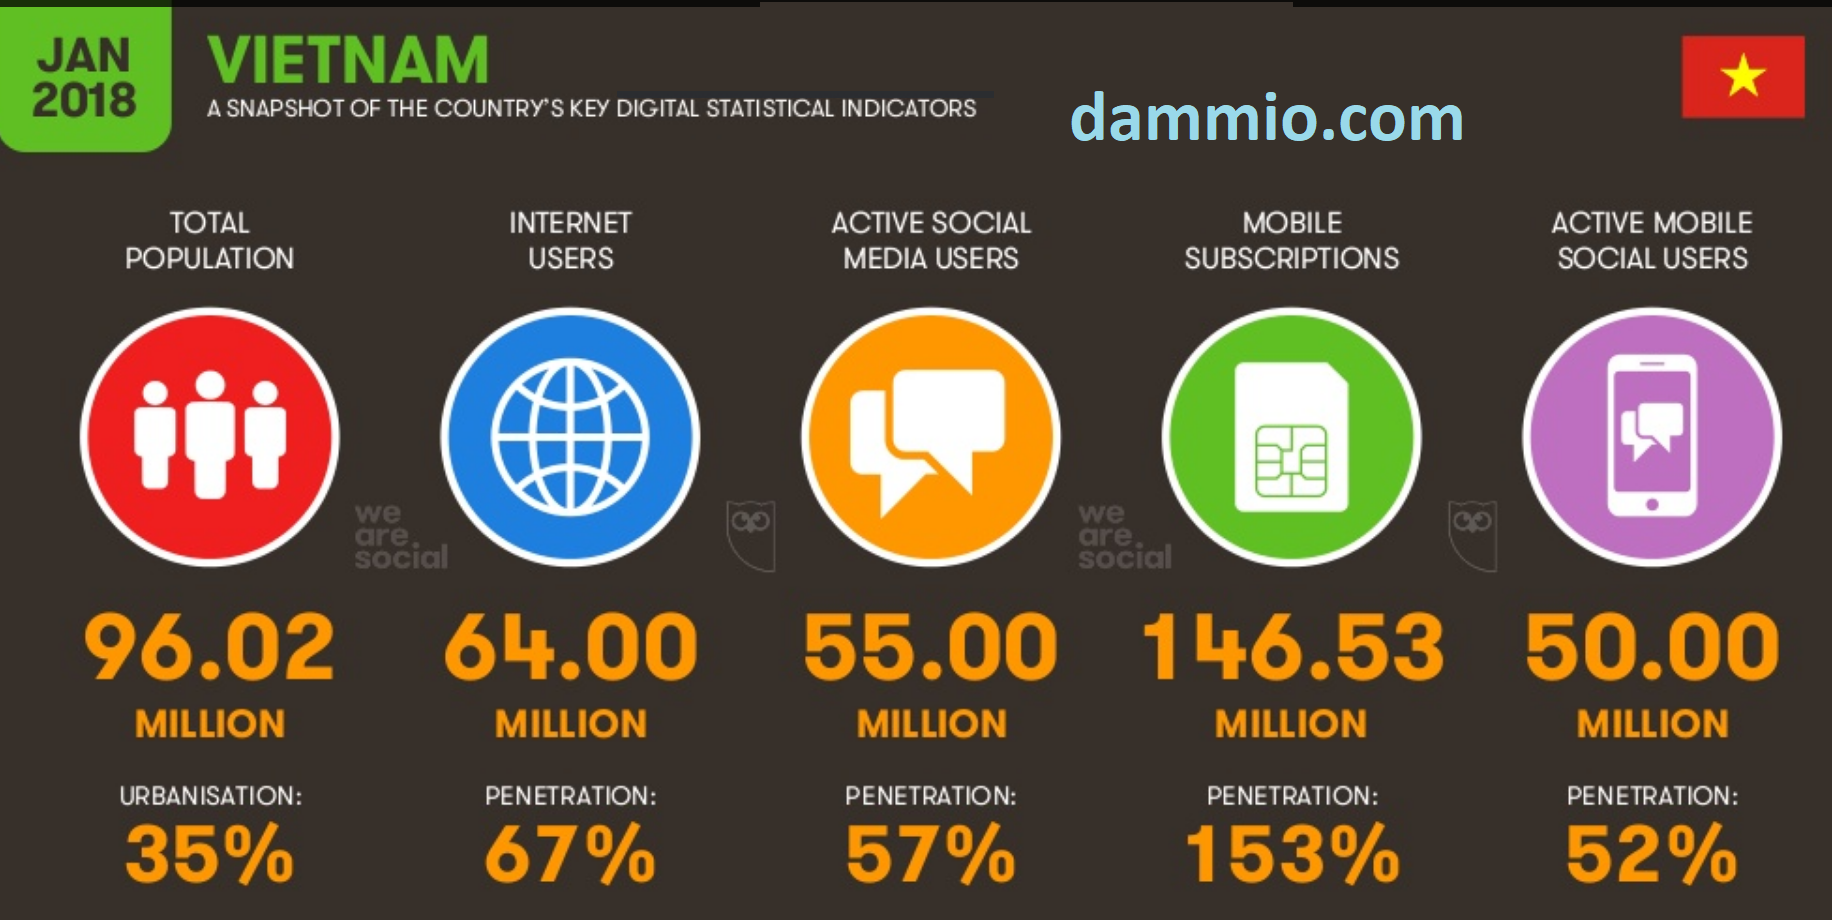 JAN
2018
VIETNAM
A SNAPSHOT OF THE COUNTRY'S KEY DIGITAL STATISTICAL INDICATORS
dammio.com
TOTAL
POPULATION
INTERNET
USERS
ACTIVE SOCIAL
MEDIA USERS
MOBILE
SUBSCRIPTIONS
ACTIVE MOBILE
SOCIAL USERS
we
are.
social
we
are.
social
96.02
MILLION
64.00
MILLION
55.00
MILLION
146.53
MILLION
50.00
MILLION
URBANISATION:
35%
PENETRATION:
67%
PENETRATION:
57%
PENETRATION:
153%
PENETRATION:
52%